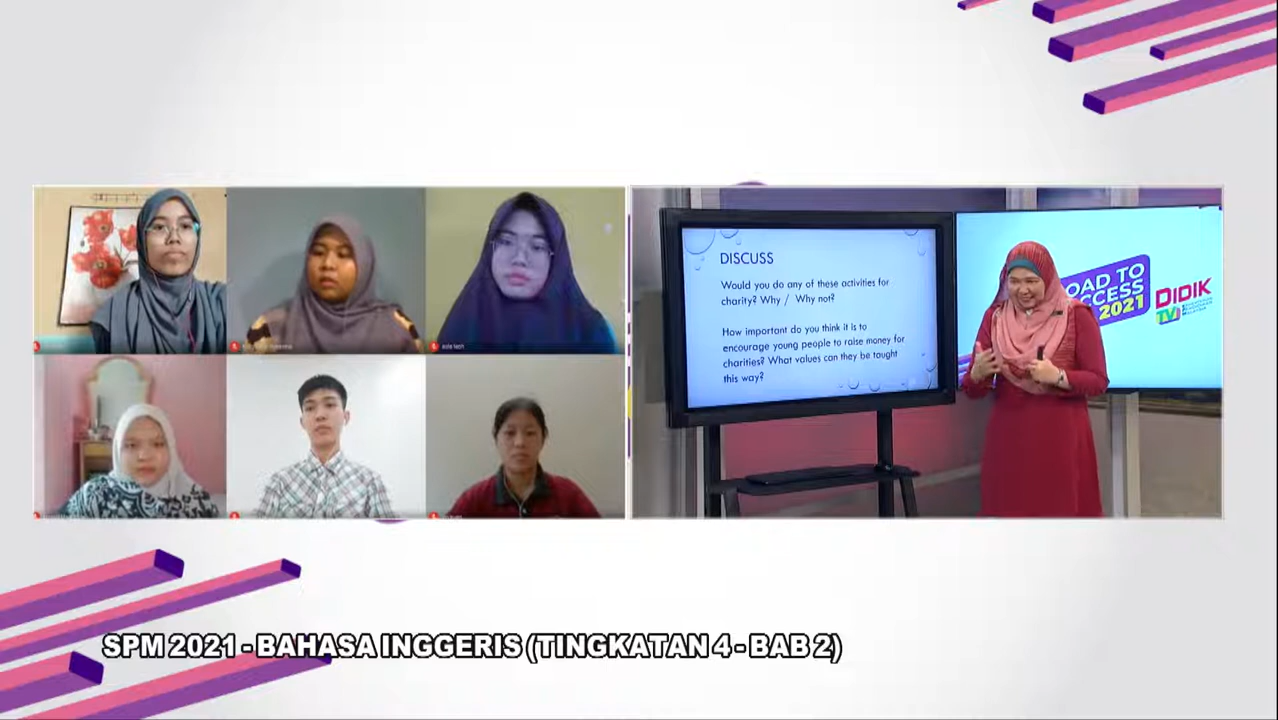 DISCUSS
Would you do any of these activities for
charity? Why / Why not?
How important do you think it is to
encourage young people to raise money for
charities? What values can they be taught
this way?
OAD TO
CCESS
2021
DIDIK
TV
SPM 2021 - BAHASA INGGERIS (TINGKATAN 4 - BAB 2)